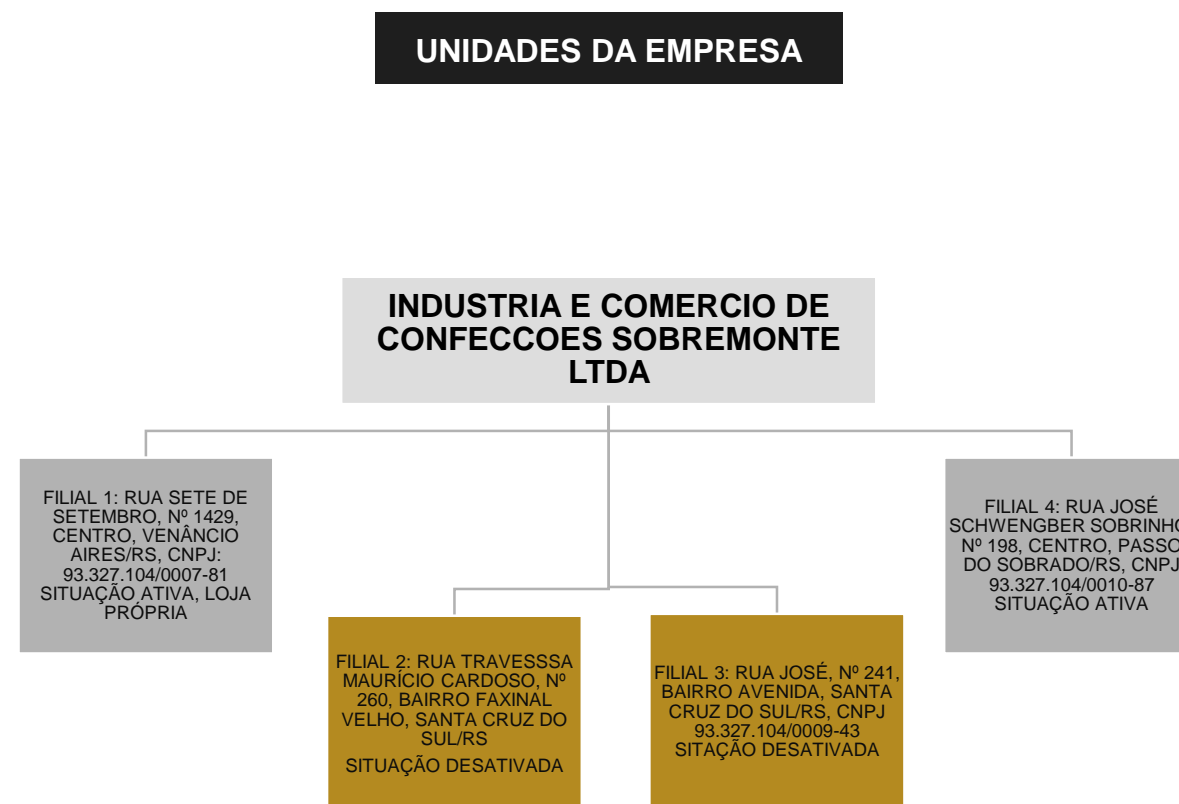 UNIDADES DA EMPRESA
INDUSTRIA E COMERCIO DE
CONFECCOES SOBREMONTE
LTDA
FILIAL 1: RUA SETE DE
SETEMBRO, Nº 1429,
CENTRO, VENÂNCIO
AIRES/RS, CNPJ:
93.327.104/0007-81
SITUAÇÃO ATIVA, LOJA
PRÓPRIA
FILIAL 2: RUA TRAVESSSA
MAURÍCIO CARDOSO, Nº
260, BAIRRO FAXINAL
VELHO, SANTA CRUZ DO
SUL/RS
SITUAÇÃO DESATIVADA
FILIAL 3: RUA JOSÉ, Nº 241,
BAIRRO AVENIDA, SANTA
CRUZ DO SUL/RS, CNPJ
93.327.104/0009-43
SITAÇÃO DESATIVADA
FILIAL 4: RUA JOSÉ
SCHWENGBER SOBRINHO
Nº 198, CENTRO, PASSO
DO SOBRADO/RS, CNPJ
93.327.104/0010-87
SITUAÇÃO ATIVA